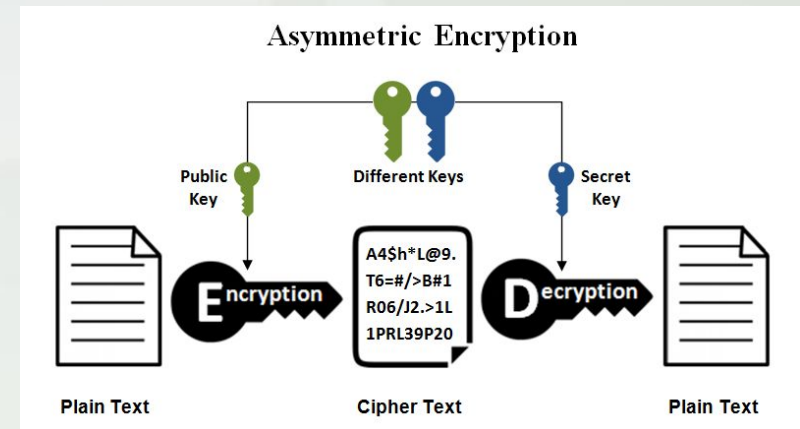 Asymmetric Encryption
Public
Key
Different Keys
Secret
Key
Encryption
A4$h*L@9.
T6=#/>B#1
R06/J2.>1L
1PRL39P20
Decryption
Plain Text
Cipher Text
Plain Text